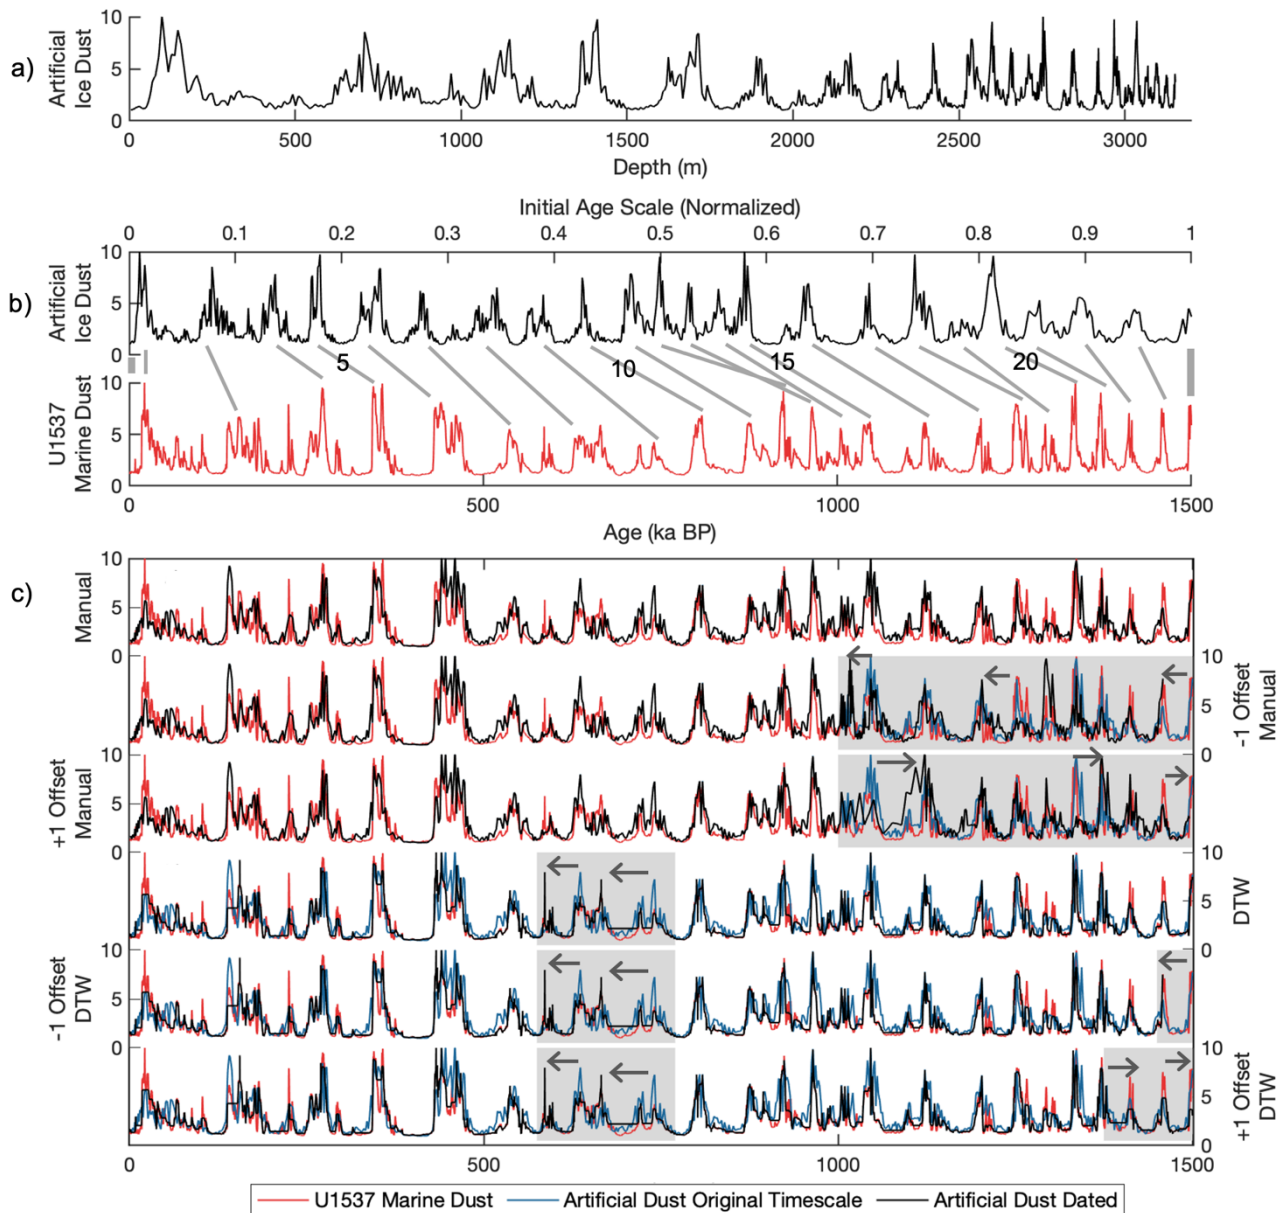 a)
Artificial
Ice Dust
10
5
0
0 500 1000 1500 2000 2500 3000
Depth (m)
Initial Age Scale (Normalized)
0 0.1 0.2 0.3 0.4 0.5 0.6 0.7 0.8 0.9 1
b)
Artificial
Ice Dust
10
5
0
5 10 15 20
U1537
Marine Dust
10
5
0
0 500 1000 1500
Age (ka BP)
c)
Manual
10
5
0
-1 Offset
Manual
10
5
0
+1 Offset
Manual
10
5
0
DTW
10
5
0
-1 Offset
DTW
10
5
0
+1 Offset
DTW
10
5
0
0 500 1000 1500
U1537 Marine Dust Artificial Dust Original Timescale Artificial Dust Dated